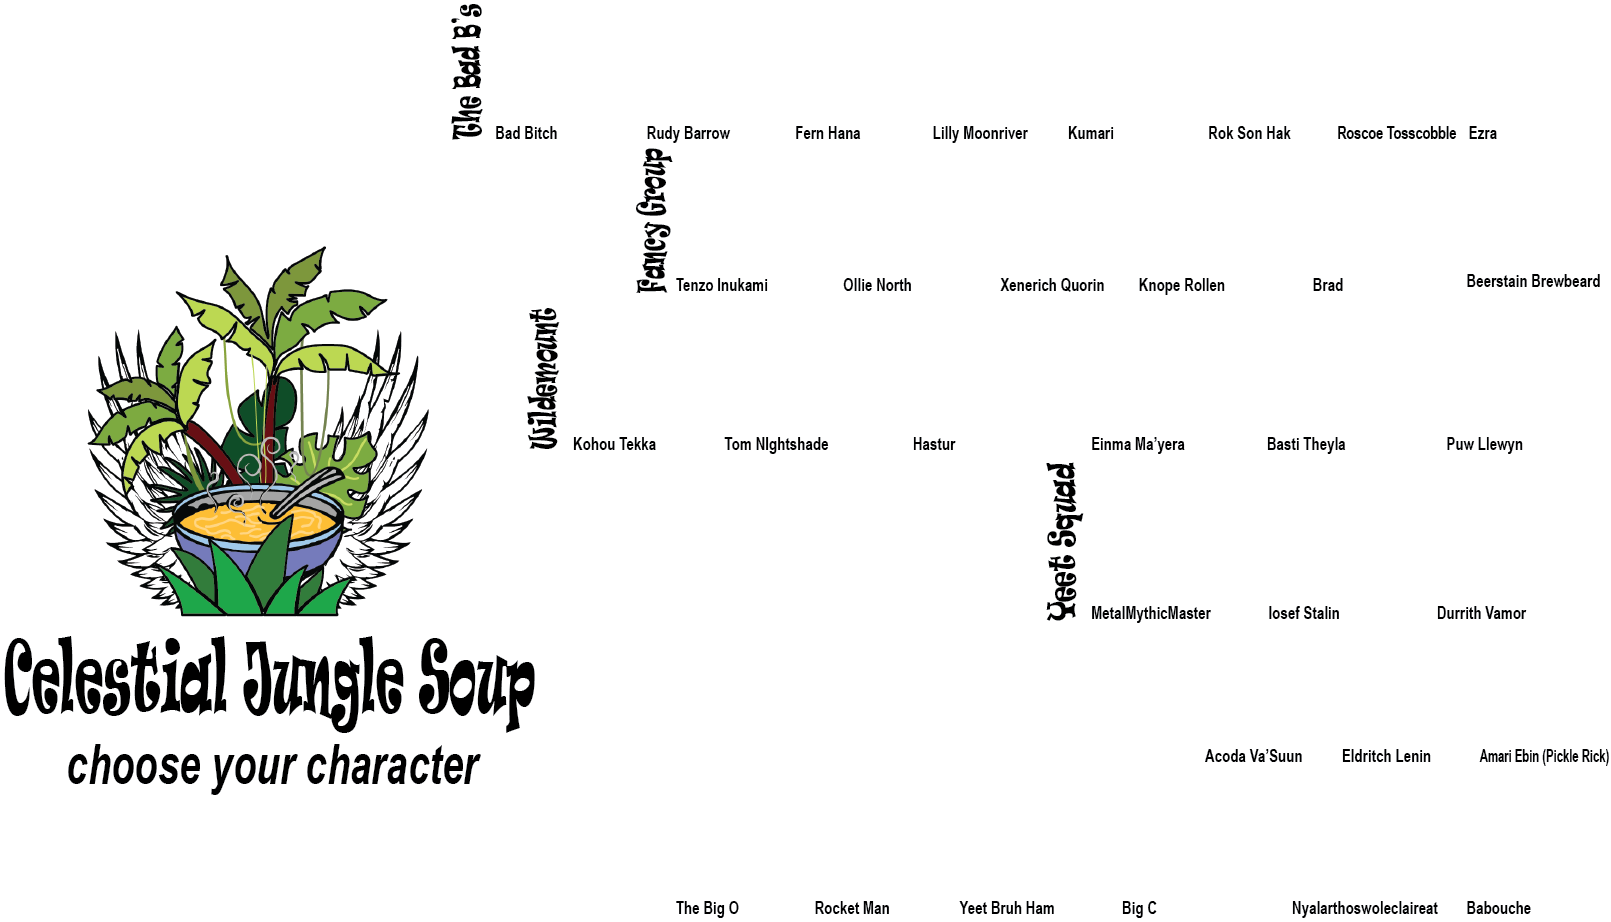 The Bad B's
Bad Bitch Rudy Barrow Fern Hana Lilly Moonriver Kumari Rok Son Hak Roscoe Tosscobble Ezra
Fancy Group
Tenzo Inukami Ollie North Xenerich Quorin Knope Rollen Brad Beerstain Brewbeard
Wildemount
Kohou Tekka Tom NIghtshade Hastur Einma Ma’yera Basti Theyla Puw Llewyn
Yeet Squad
MetalMythicMaster Iosef Stalin Durrith Vamor
Celestial Jungle Soup
choose your character
Acoda Va’Suun Eldritch Lenin Amari Ebin (Pickle Rick)
The Big O Rocket Man Yeet Bruh Ham Big C Nyalarthoswoleclaireat Babouche